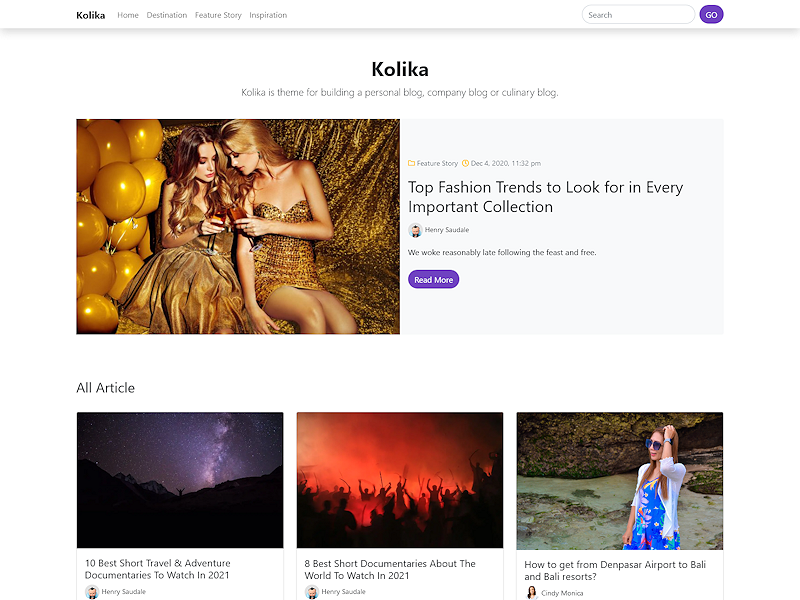 Kolika Home Destination Feature Story Inspiration Search GO
Kolika
Kolika is theme for building a personal blog, company blog or culinary blog.
Feature Story Dec 4, 2020, 11:32 pm
Top Fashion Trends to Look for in Every
Important Collection
Henry Saudale
We woke reasonably late following the feast and free.
Read More
All Article
10 Best Short Travel & Adventure
Documentaries To Watch In 2021
Henry Saudale
8 Best Short Documentaries About The
World To Watch In 2021
Henry Saudale
How to get from Denpasar Airport to Bali
and Bali resorts?
Cindy Monica